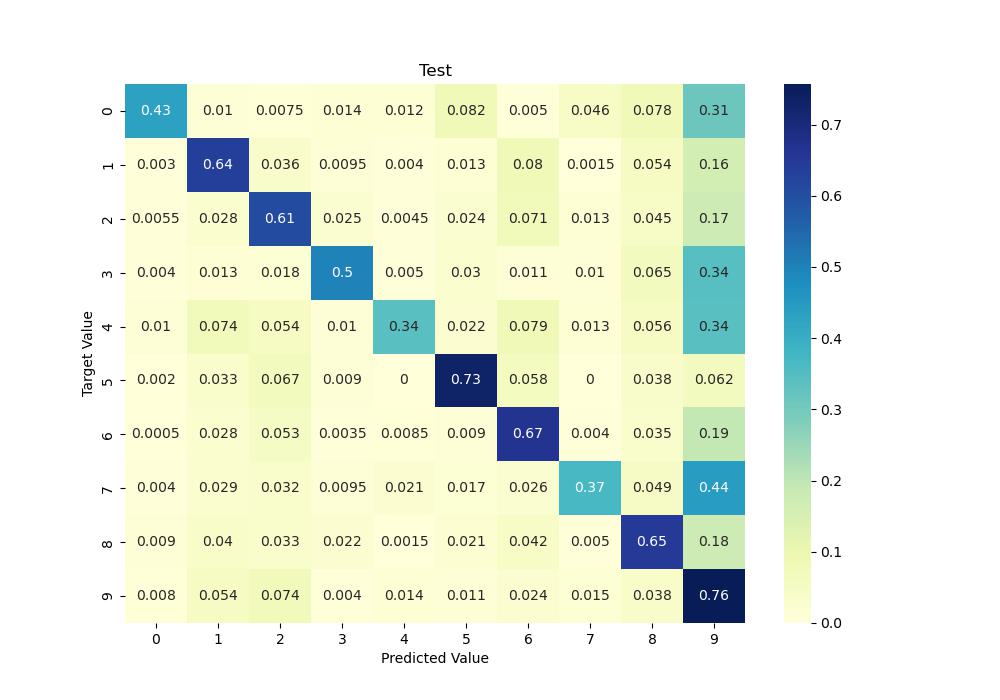 Test
0 0.43 0.01 0.0075 0.014 0.012 0.082 0.005 0.046 0.078 0.31
1 0.003 0.64 0.036 0.0095 0.004 0.013 0.08 0.0015 0.054 0.16
2 0.0055 0.028 0.61 0.025 0.0045 0.024 0.071 0.013 0.045 0.17
3 0.004 0.013 0.018 0.5 0.005 0.03 0.011 0.01 0.065 0.34
4 0.01 0.074 0.054 0.01 0.34 0.022 0.079 0.013 0.056 0.34
5 0.002 0.033 0.067 0.009 0 0.73 0.058 0 0.038 0.062
6 0.0005 0.028 0.053 0.0035 0.0085 0.009 0.67 0.004 0.035 0.19
7 0.004 0.029 0.032 0.0095 0.021 0.017 0.026 0.37 0.049 0.44
8 0.009 0.04 0.033 0.022 0.0015 0.021 0.042 0.005 0.65 0.18
9 0.008 0.054 0.074 0.004 0.014 0.011 0.024 0.015 0.038 0.76
0 1 2 3 4 5 6 7 8 9
Predicted Value
Target Value
0.7
0.6
0.5
0.4
0.3
0.2
0.1
0.0